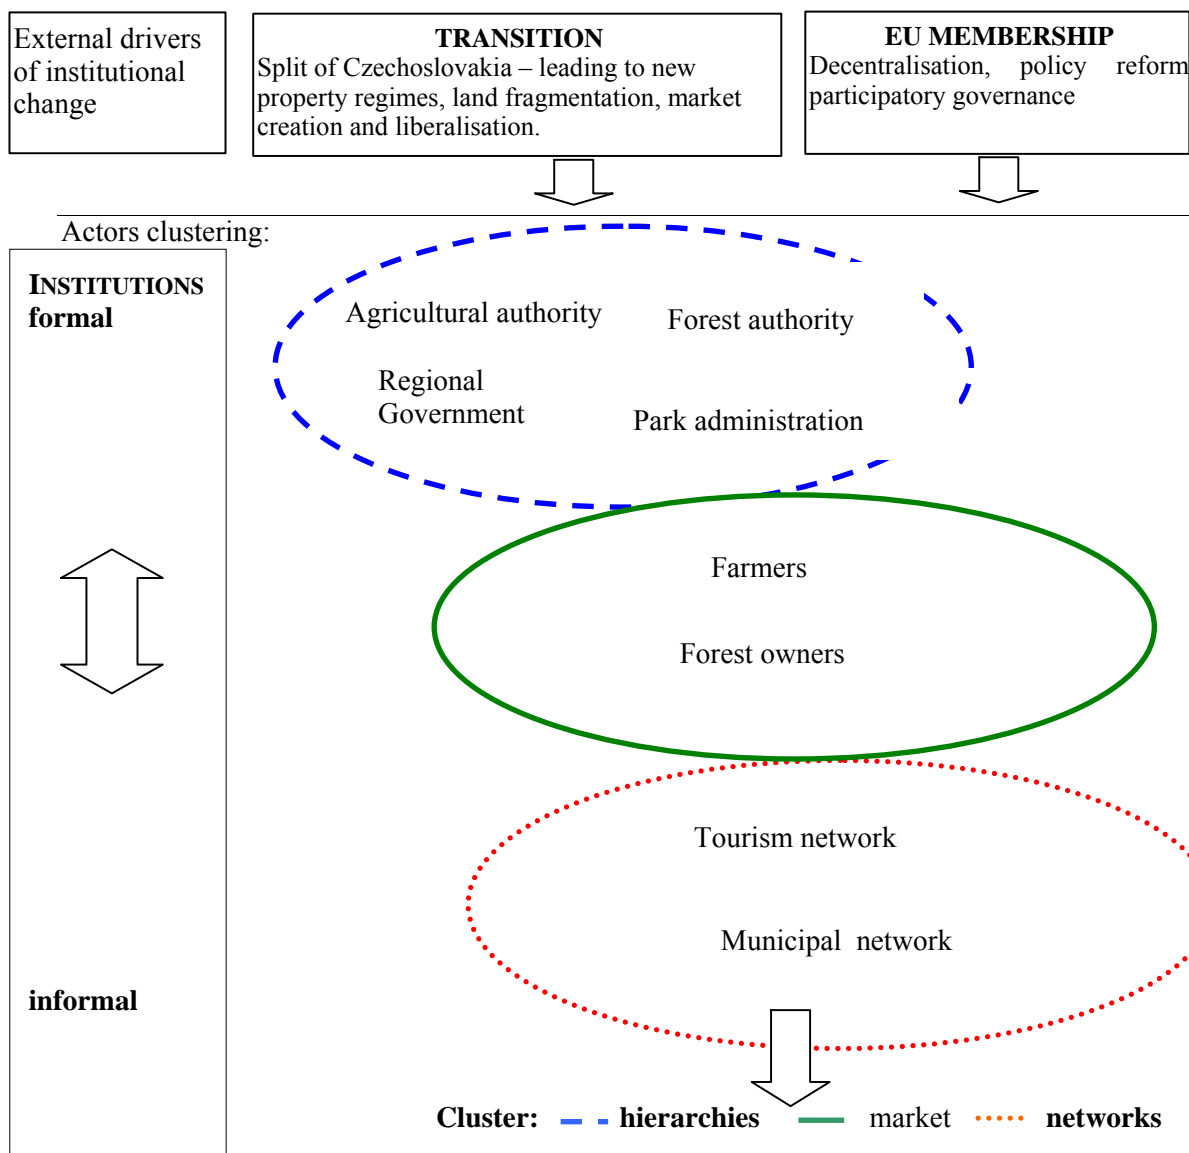 External drivers
of institutional
change
TRANSITION
Split of Czechoslovakia – leading to new
property regimes, land fragmentation, market
creation and liberalisation.
EU MEMBERSHIP
Decentralisation, policy reform
participatory governance
Actors clustering:
INSTITUTIONS
formal
Agricultural authority
Forest authority
Regional
Government
Park administration
Farmers
Forest owners
Tourism network
Municipal network
informal
Cluster: hierarchies market networks